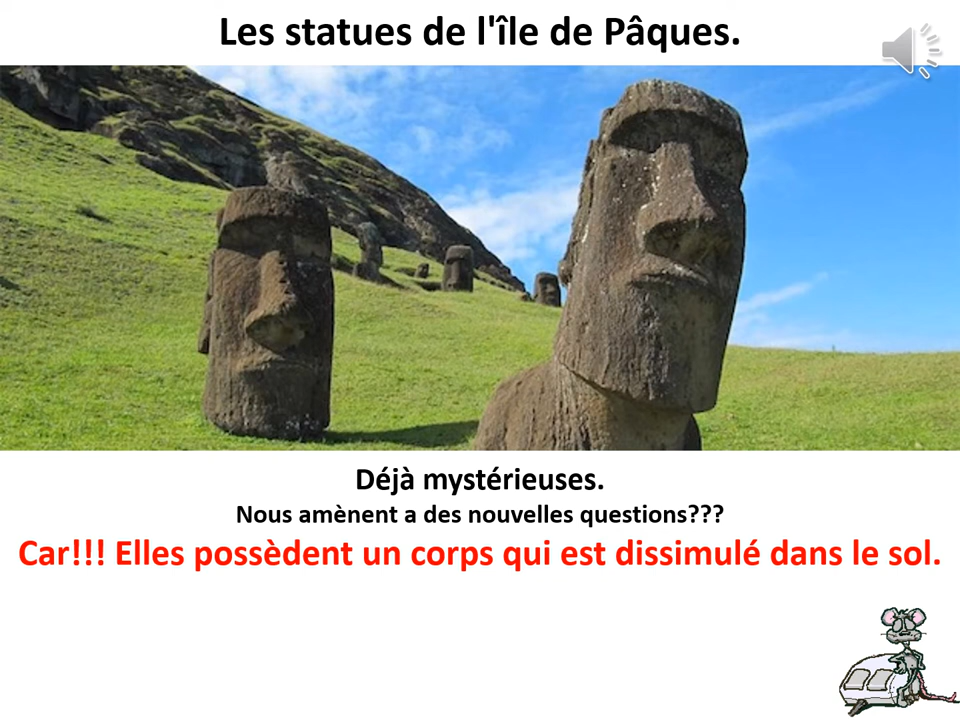 Les statues de l'île de Pâques.
Déjà mystérieuses.
Nous amènent a des nouvelles questions???
Car!!! Elles possèdent un corps qui est dissimulé dans le sol.